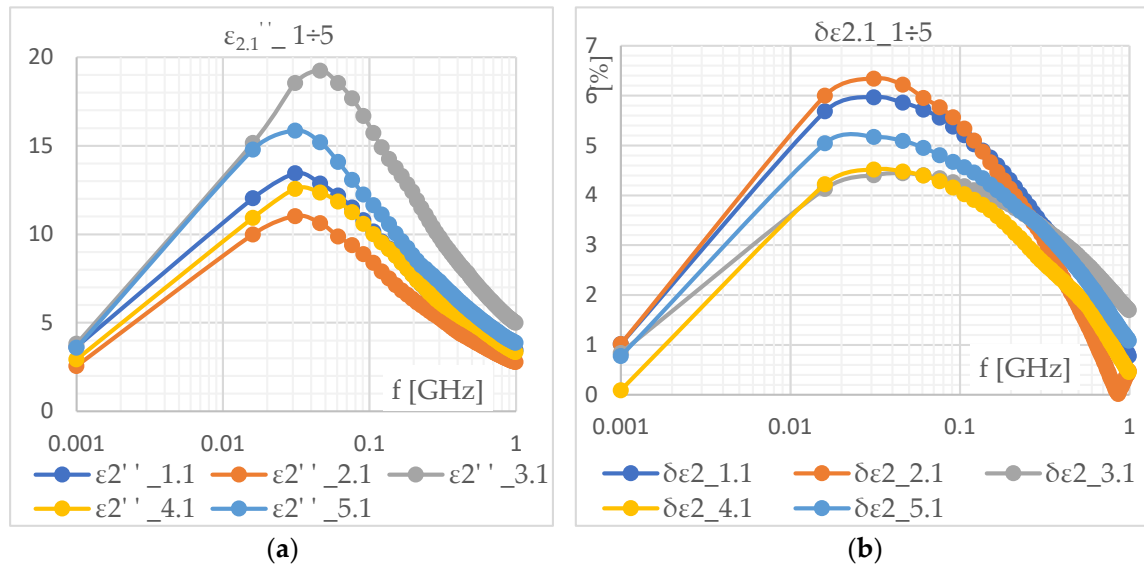 ε2.1''_ 1÷5
20
15
10
5
0
0.001
0.01
0.1
1
f [GHz]
ε2''_1.1
ε2''_2.1
ε2''_3.1
ε2''_4.1
ε2''_5.1
(a)
δε2.1_1÷5
[%]
7
6
5
4
3
2
1
0
0.001
0.01
0.1
1
f [GHz]
δε2_1.1
δε2_2.1
δε2_3.1
δε2_4.1
δε2_5.1
(b)